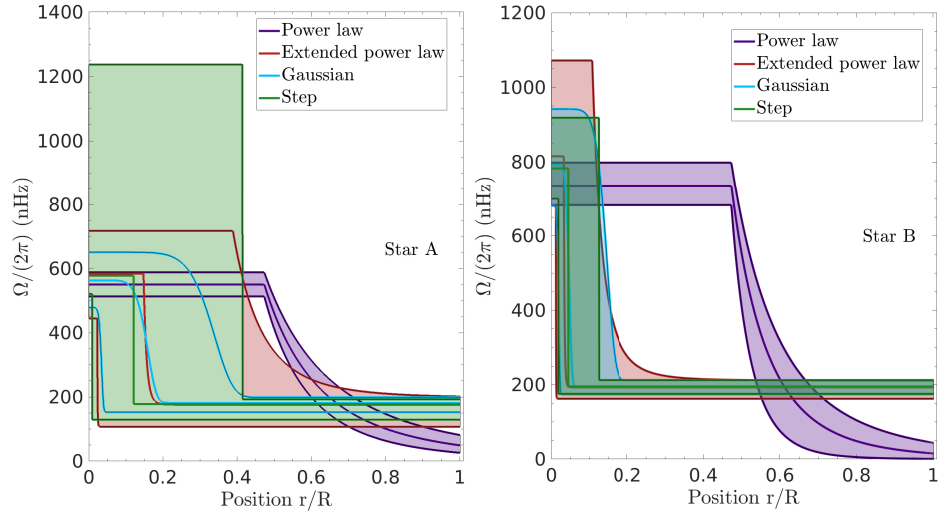 1400
1200
1000
800
600
400
200
0
Ω/(2π) (nHz)
Power law
Extended power law
Gaussian
Step
Star A
0 0.2 0.4 0.6 0.8 1
Position r/R
1200
1000
800
600
400
200
0
Ω/(2π) (nHz)
Power law
Extended power law
Gaussian
Step
Star B
0 0.2 0.4 0.6 0.8 1
Position r/R